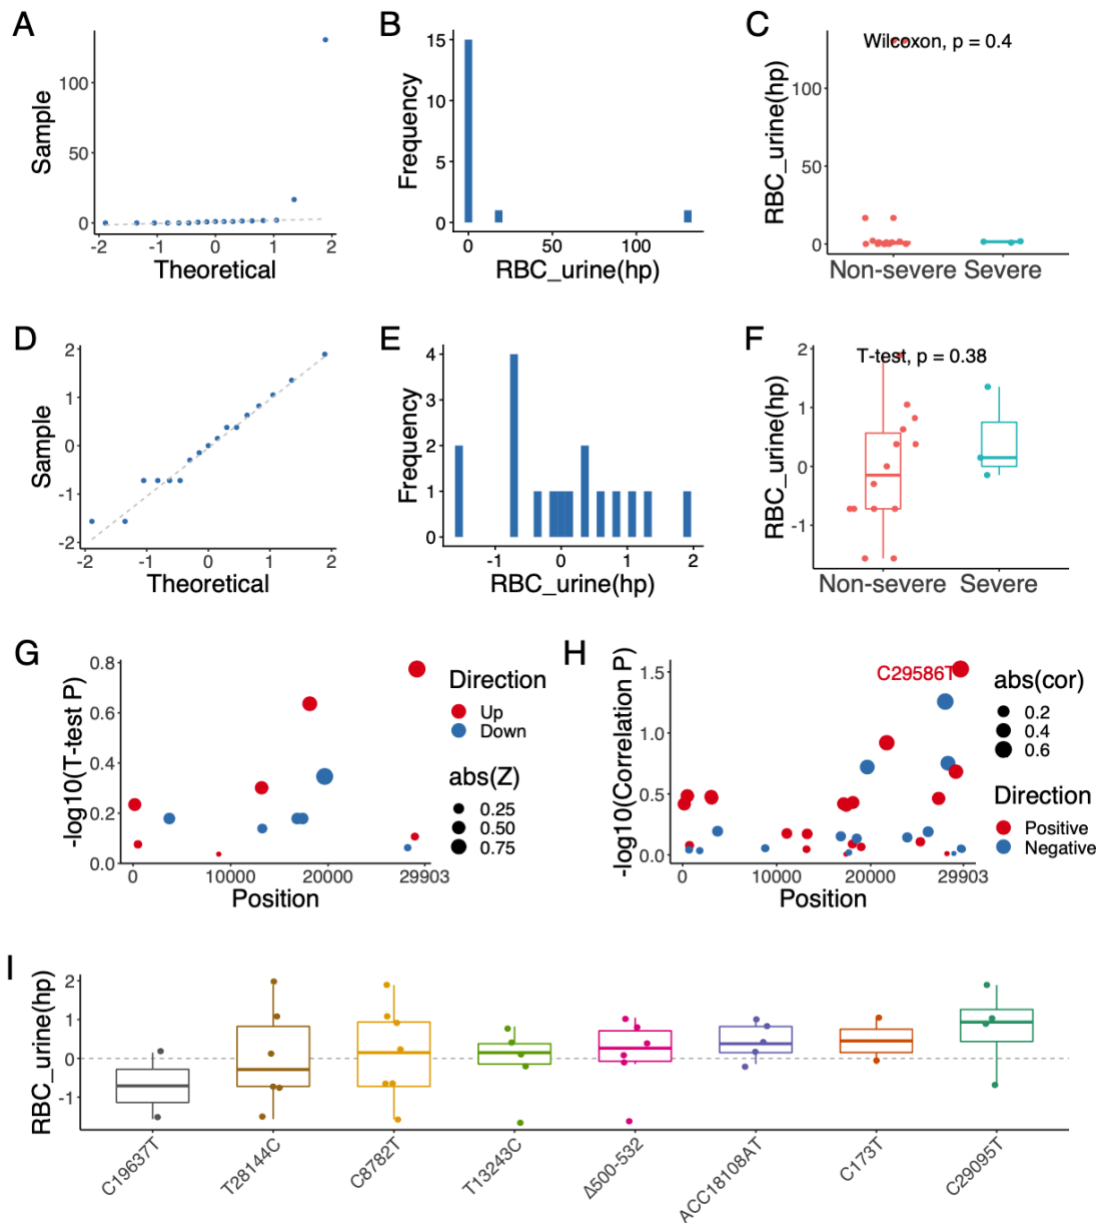 A
Sample
100
50
0
-2
-1
0
1
2
Theoretical
B
Frequency
15
10
5
0
0
50
100
RBC_urine(hp)
C
Wilcoxon, p = 0.4
RBC_urine(hp)
100
50
0
Non-severe
Severe
D
Sample
2
1
0
-1
-2
-2
-1
0
1
2
Theoretical
E
Frequency
4
3
2
1
0
-1
0
1
2
RBC_urine(hp)
F
T-test, p = 0.38
RBC_urine(hp)
2
1
0
-1
Non-severe
Severe
G
-log10(T-test P)
0.8
0.6
0.4
0.2
0.0
0
10000
20000
29903
Position
Direction
Up
Down
abs(Z)
0.25
0.50
0.75
H
-log10(Correlation P)
1.5
1.0
0.5
0.0
C29586T
0
10000
20000
29903
Position
abs(cor)
0.2
0.4
0.6
Direction
Positive
Negative
I
RBC_urine(hp)
2
1
0
-1
C19637T
T28144C
C8782T
T13243C
Δ500-532
ACC18108AT
C173T
C29095T